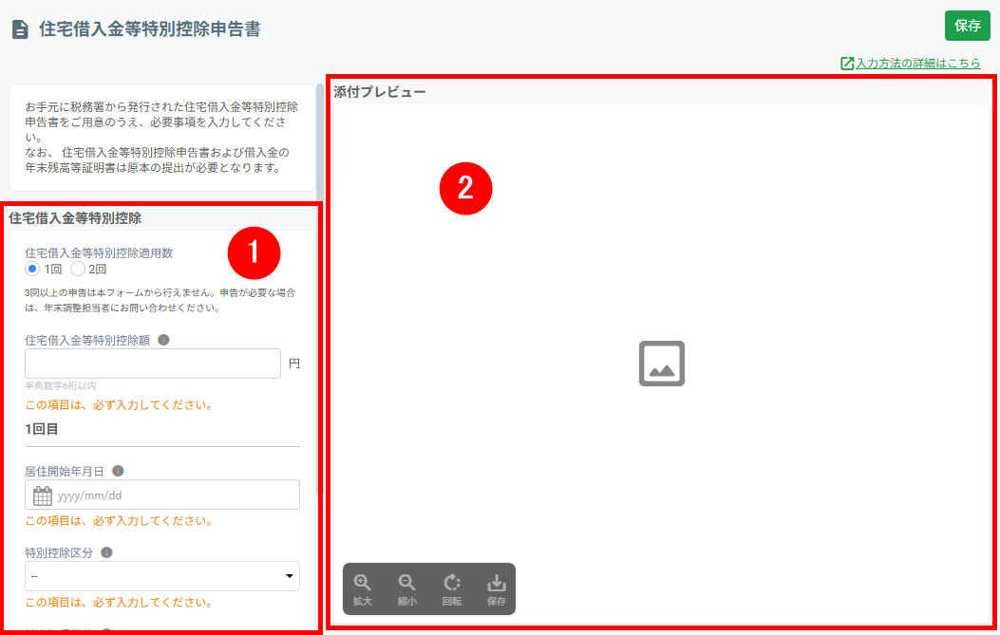 住宅借入金等特別控除申告書
保存
入力方法の詳細はこちら
お手元に税務署から発行された住宅借入金等特別控除
申告書をご用意のうえ、必要事項を入力してくださ
い。
なお、 住宅借入金等特別控除申告書および借入金の
年末残高等証明書は原本の提出が必要となります。
住宅借入金等特別控除
1
住宅借入金等特別控除適用数
1回 2回
3回以上の申告は本フォームから行えません。申告が必要な場合
は、年末調整担当者にお問い合わせください。
住宅借入金等特別控除額
円
半角数字6桁以内
この項目は、必ず入力してください。
1回目
居住開始年月日
yyyy/mm/dd
この項目は、必ず入力してください。
特別控除区分
--
この項目は、必ず入力してください。
添付プレビュー
2
拡大 縮小 回転 保存